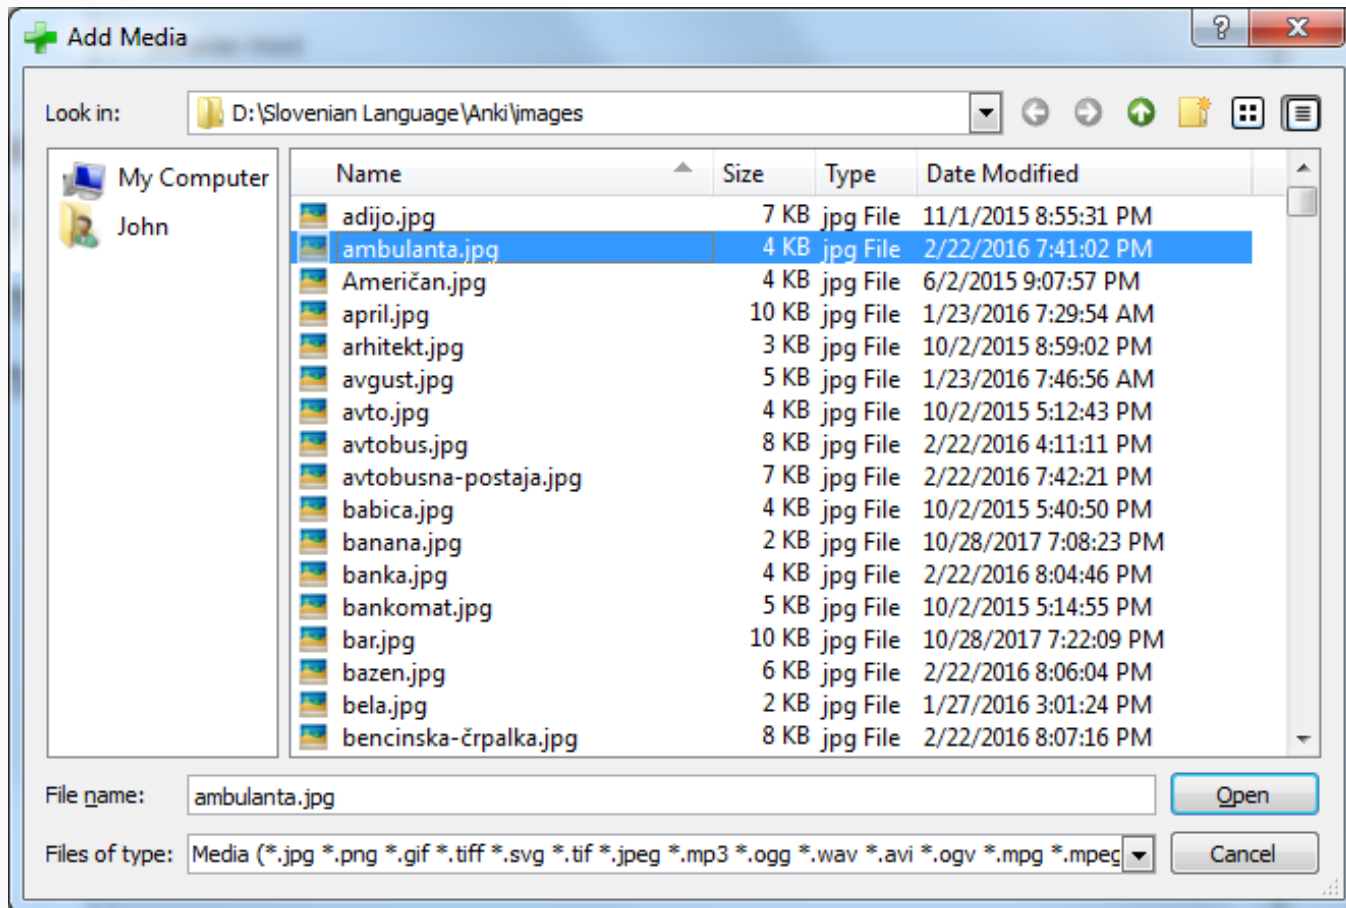 Add Media
Look in: D:\Slovenian Language\Anki\images
My Computer
John
Name Size Type Date Modified
adijo.jpg 7 KB jpg File 11/1/2015 8:55:31 PM
ambulanta.jpg 4 KB jpg File 2/22/2016 7:41:02 PM
Američan.jpg 4 KB jpg File 6/2/2015 9:07:57 PM
april.jpg 10 KB jpg File 1/23/2016 7:29:54 AM
arhitekt.jpg 3 KB jpg File 10/2/2015 8:59:02 PM
avgust.jpg 5 KB jpg File 1/23/2016 7:46:56 AM
avto.jpg 4 KB jpg File 10/2/2015 5:12:43 PM
avtobus.jpg 8 KB jpg File 2/22/2016 4:11:11 PM
avtobusna-postaja.jpg 7 KB jpg File 2/22/2016 7:42:21 PM
babica.jpg 4 KB jpg File 10/2/2015 5:40:50 PM
banana.jpg 2 KB jpg File 10/28/2017 7:08:23 PM
banka.jpg 4 KB jpg File 2/22/2016 8:04:46 PM
bankomat.jpg 5 KB jpg File 10/2/2015 5:14:55 PM
bar.jpg 10 KB jpg File 10/28/2017 7:22:09 PM
bazen.jpg 6 KB jpg File 2/22/2016 8:06:04 PM
bela.jpg 2 KB jpg File 1/27/2016 3:01:24 PM
bencinska-črpalka.jpg 8 KB jpg File 2/22/2016 8:07:16 PM
File name: ambulanta.jpg Open
Files of type: Media (*.jpg *.png *.gif *.tiff *.svg *.tif *.jpeg *.mp3 *.ogg *.wav *.avi *.ogv *.mpg *.mpeg Cancel